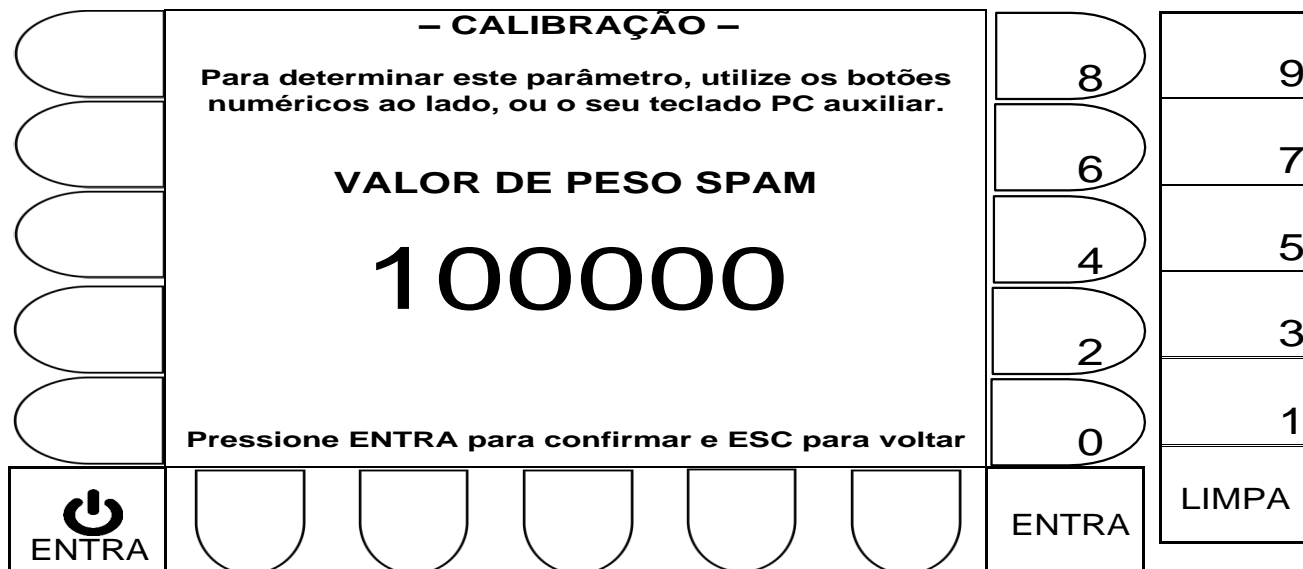 – CALIBRAÇÃO –
Para determinar este parâmetro, utilize os botões
numéricos ao lado, ou o seu teclado PC auxiliar.
VALOR DE PESO SPAM
100000
Pressione ENTRA para confirmar e ESC para voltar
8
9
6
7
4
5
2
3
0
1
ENTRA
ENTRA
LIMPA